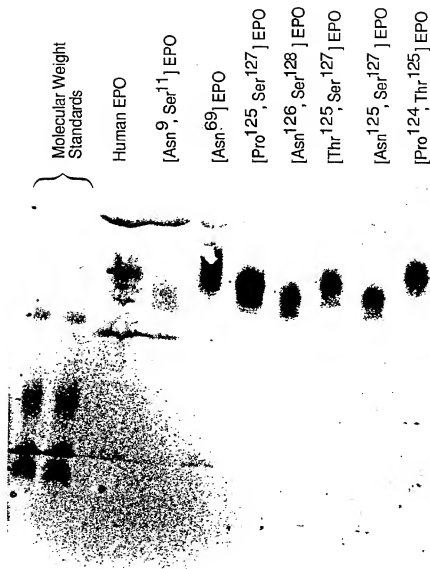 Molecular Weight
Standards
Human EPO
[Asn⁹, Ser¹¹] EPO
[Asn⁶⁹] EPO
[Pro¹²⁵, Ser¹²⁷] EPO
[Asn¹²⁶, Ser¹²⁸] EPO
[Thr¹²⁵, Ser¹²⁷] EPO
[Asn¹²⁵, Ser¹²⁷] EPO
[Pro¹²⁴, Thr¹²⁵] EPO